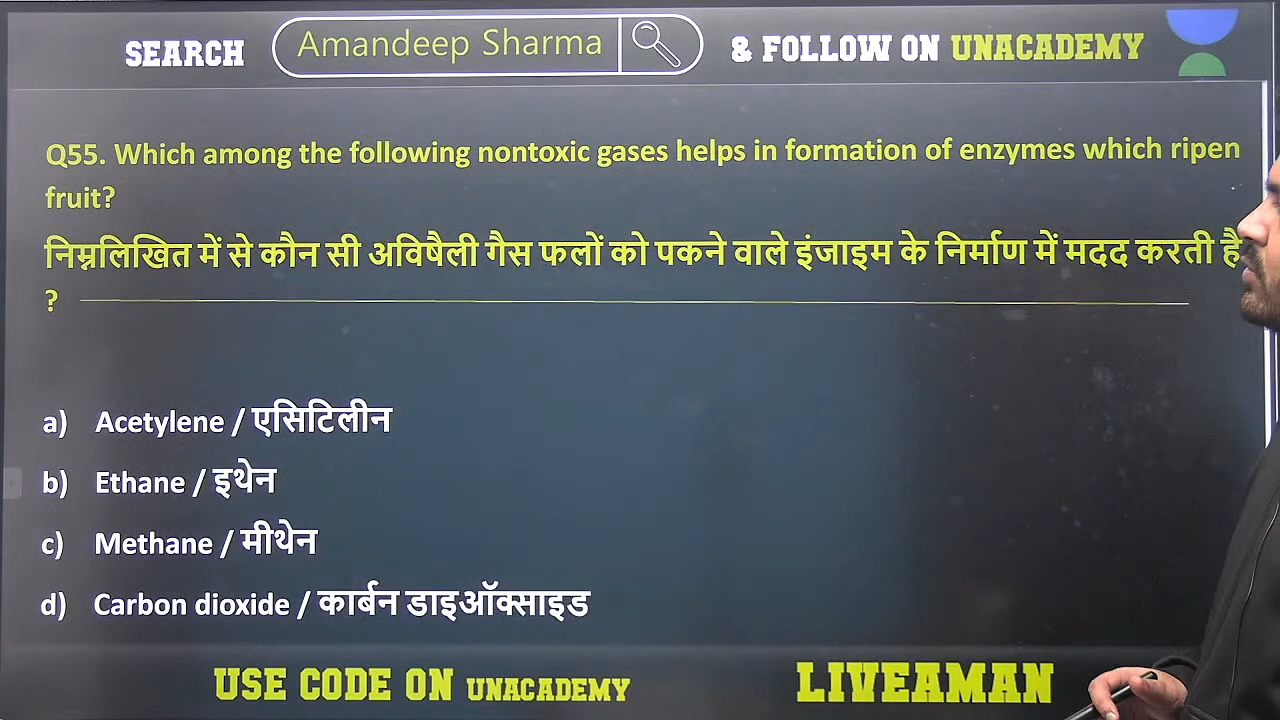 SEARCH Amandeep Sharma & FOLLOW ON UNACADEMY
Q55. Which among the following nontoxic gases helps in formation of enzymes which ripen
fruit?
निम्नलिखित में से कौन सी अविषैली गैस फलों को पकने वाले इंजाइम के निर्माण में मदद करती है
?
a) Acetylene / एसिटिलीन
b) Ethane / इथेन
c) Methane / मीथेन
d) Carbon dioxide / कार्बन डाइऑक्साइड
USE CODE ON UNACADEMY LIVEAMAN